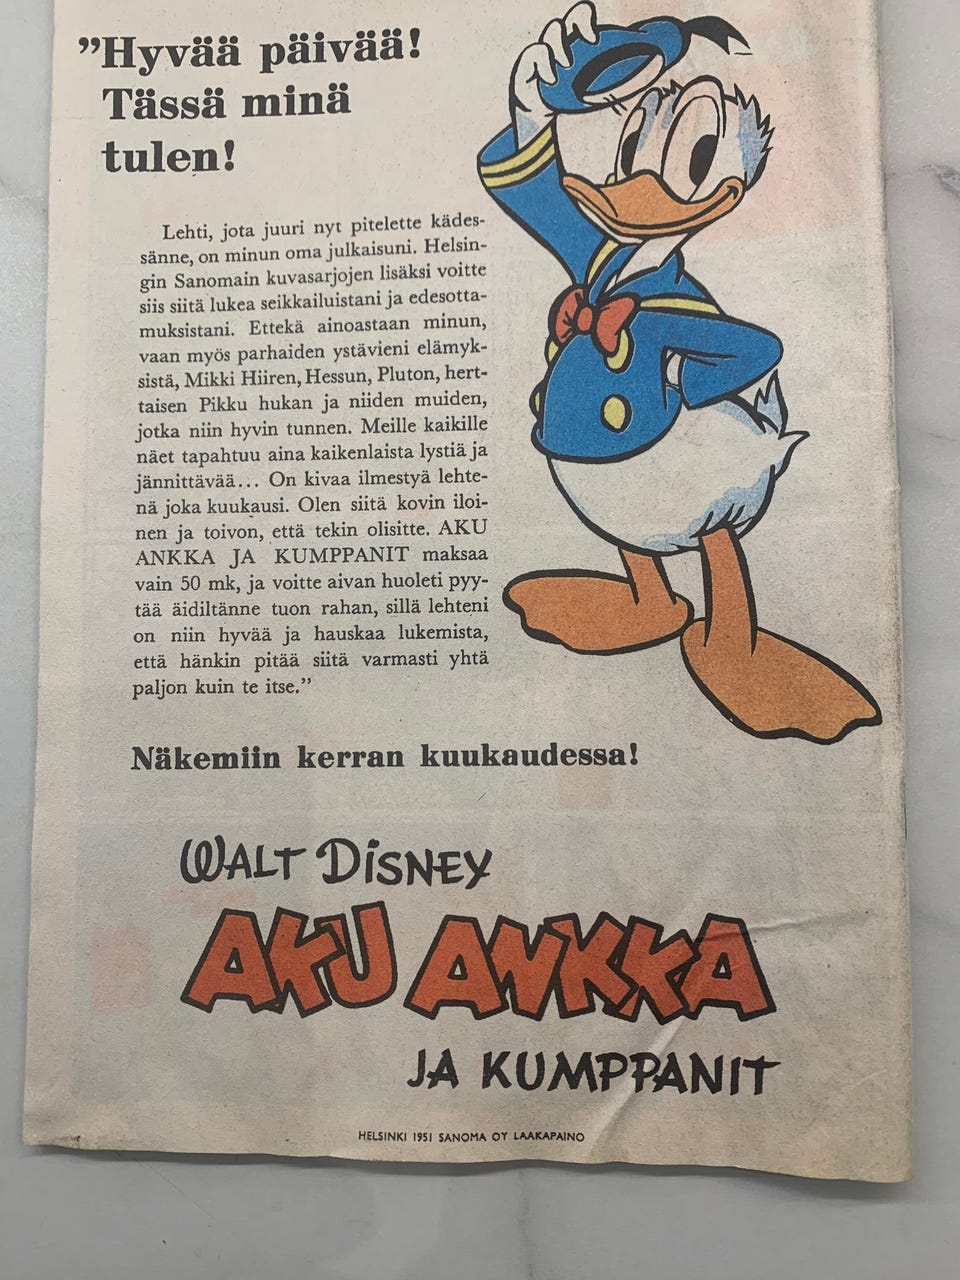 ”Hyvää päivää!
Tässä minä
tulen!
Lehti, jota juuri nyt pitelette kädes-
sänne, on minun oma julkaisuni. Helsin-
gin Sanomain kuvasarjojen lisäksi voitte
siis siitä lukea seikkailuistani ja edesotta-
muksistani. Ettekä ainoastaan minun,
vaan myös parhaiden ystävieni elämyk-
sistä, Mikki Hiiren, Hessun, Pluton, hert-
taisen Pikku hukan ja niiden muiden,
jotka niin hyvin tunnen. Meille kaikille
näet tapahtuu aina kaikenlaista lystiä ja
jännittävää... On kivaa ilmestyä lehte-
nä joka kuukausi. Olen siitä kovin iloi-
nen ja toivon, että tekin olisitte. AKU
ANKKA JA KUMPPANIT maksaa
vain 50 mk, ja voitte aivan huoleti pyy-
tää äidiltänne tuon rahan, sillä lehteni
on niin hyvää ja hauskaa lukemista,
että hänkin pitää siitä varmasti yhtä
paljon kuin te itse.”
Näkemiin kerran kuukaudessa!
WALT DISNEY
AKU ANKKA
JA KUMPPANIT
HELSINKI 1951 SANOMA OY LAAKAPAINO